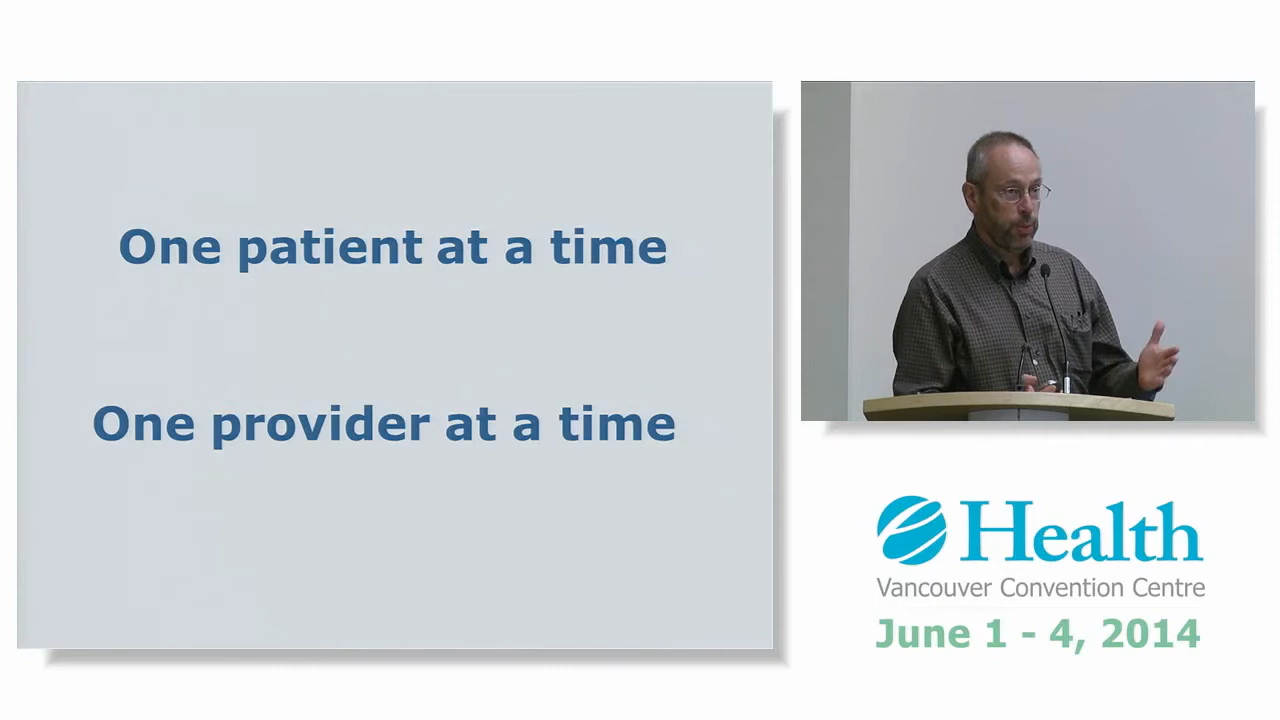 One patient at a time
One provider at a time
eHealth
Vancouver Convention Centre
June 1 - 4, 2014